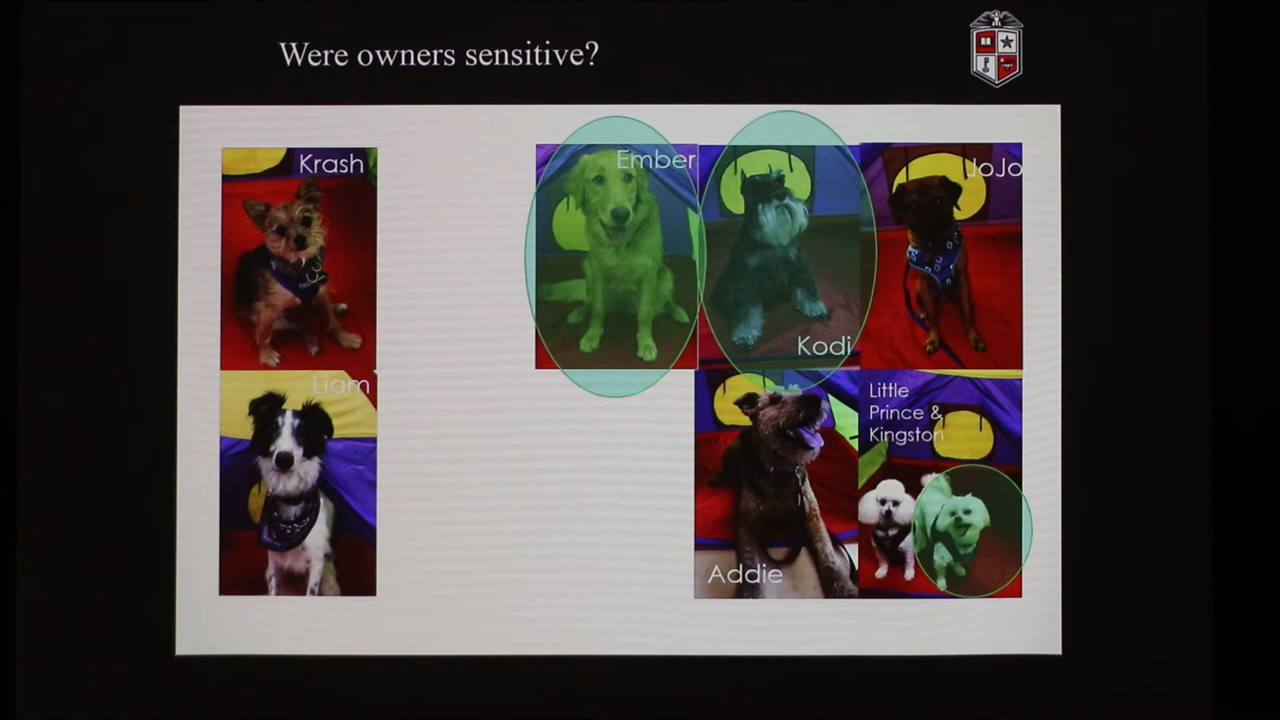 Were owners sensitive?
Krash
Ember
JoJo
Kodi
Liam
Little
Prince &
Kingston
Addie